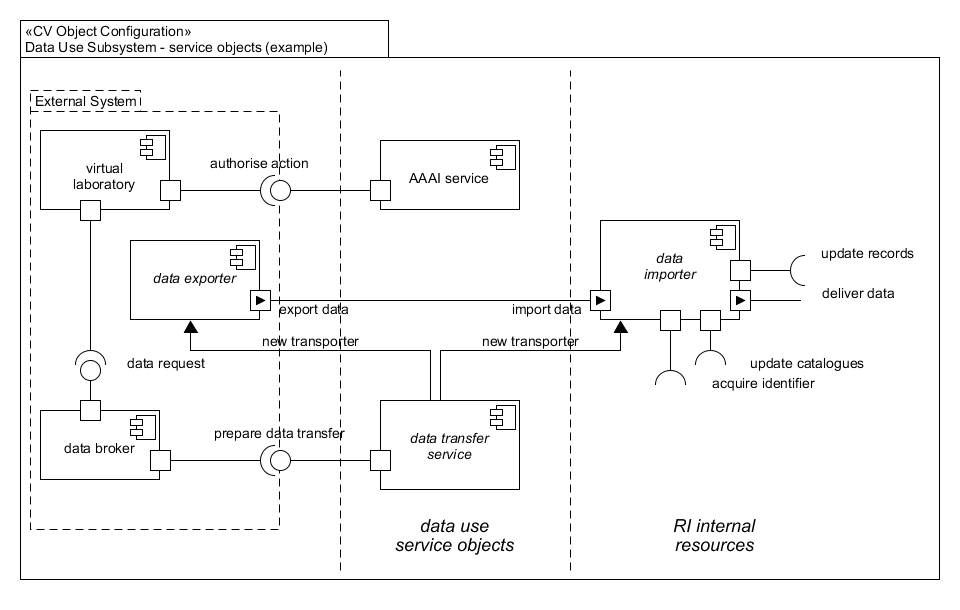 «CV Object Configuration»
Data Use Subsystem - service objects (example)
External System
virtual
laboratory
authorise action
AAAI service
data exporter
export data
import data
data
importer
update records
deliver data
new transporter
new transporter
data request
update catalogues
acquire identifier
data broker
prepare data transfer
data transfer
service
data use
service objects
RI internal
resources